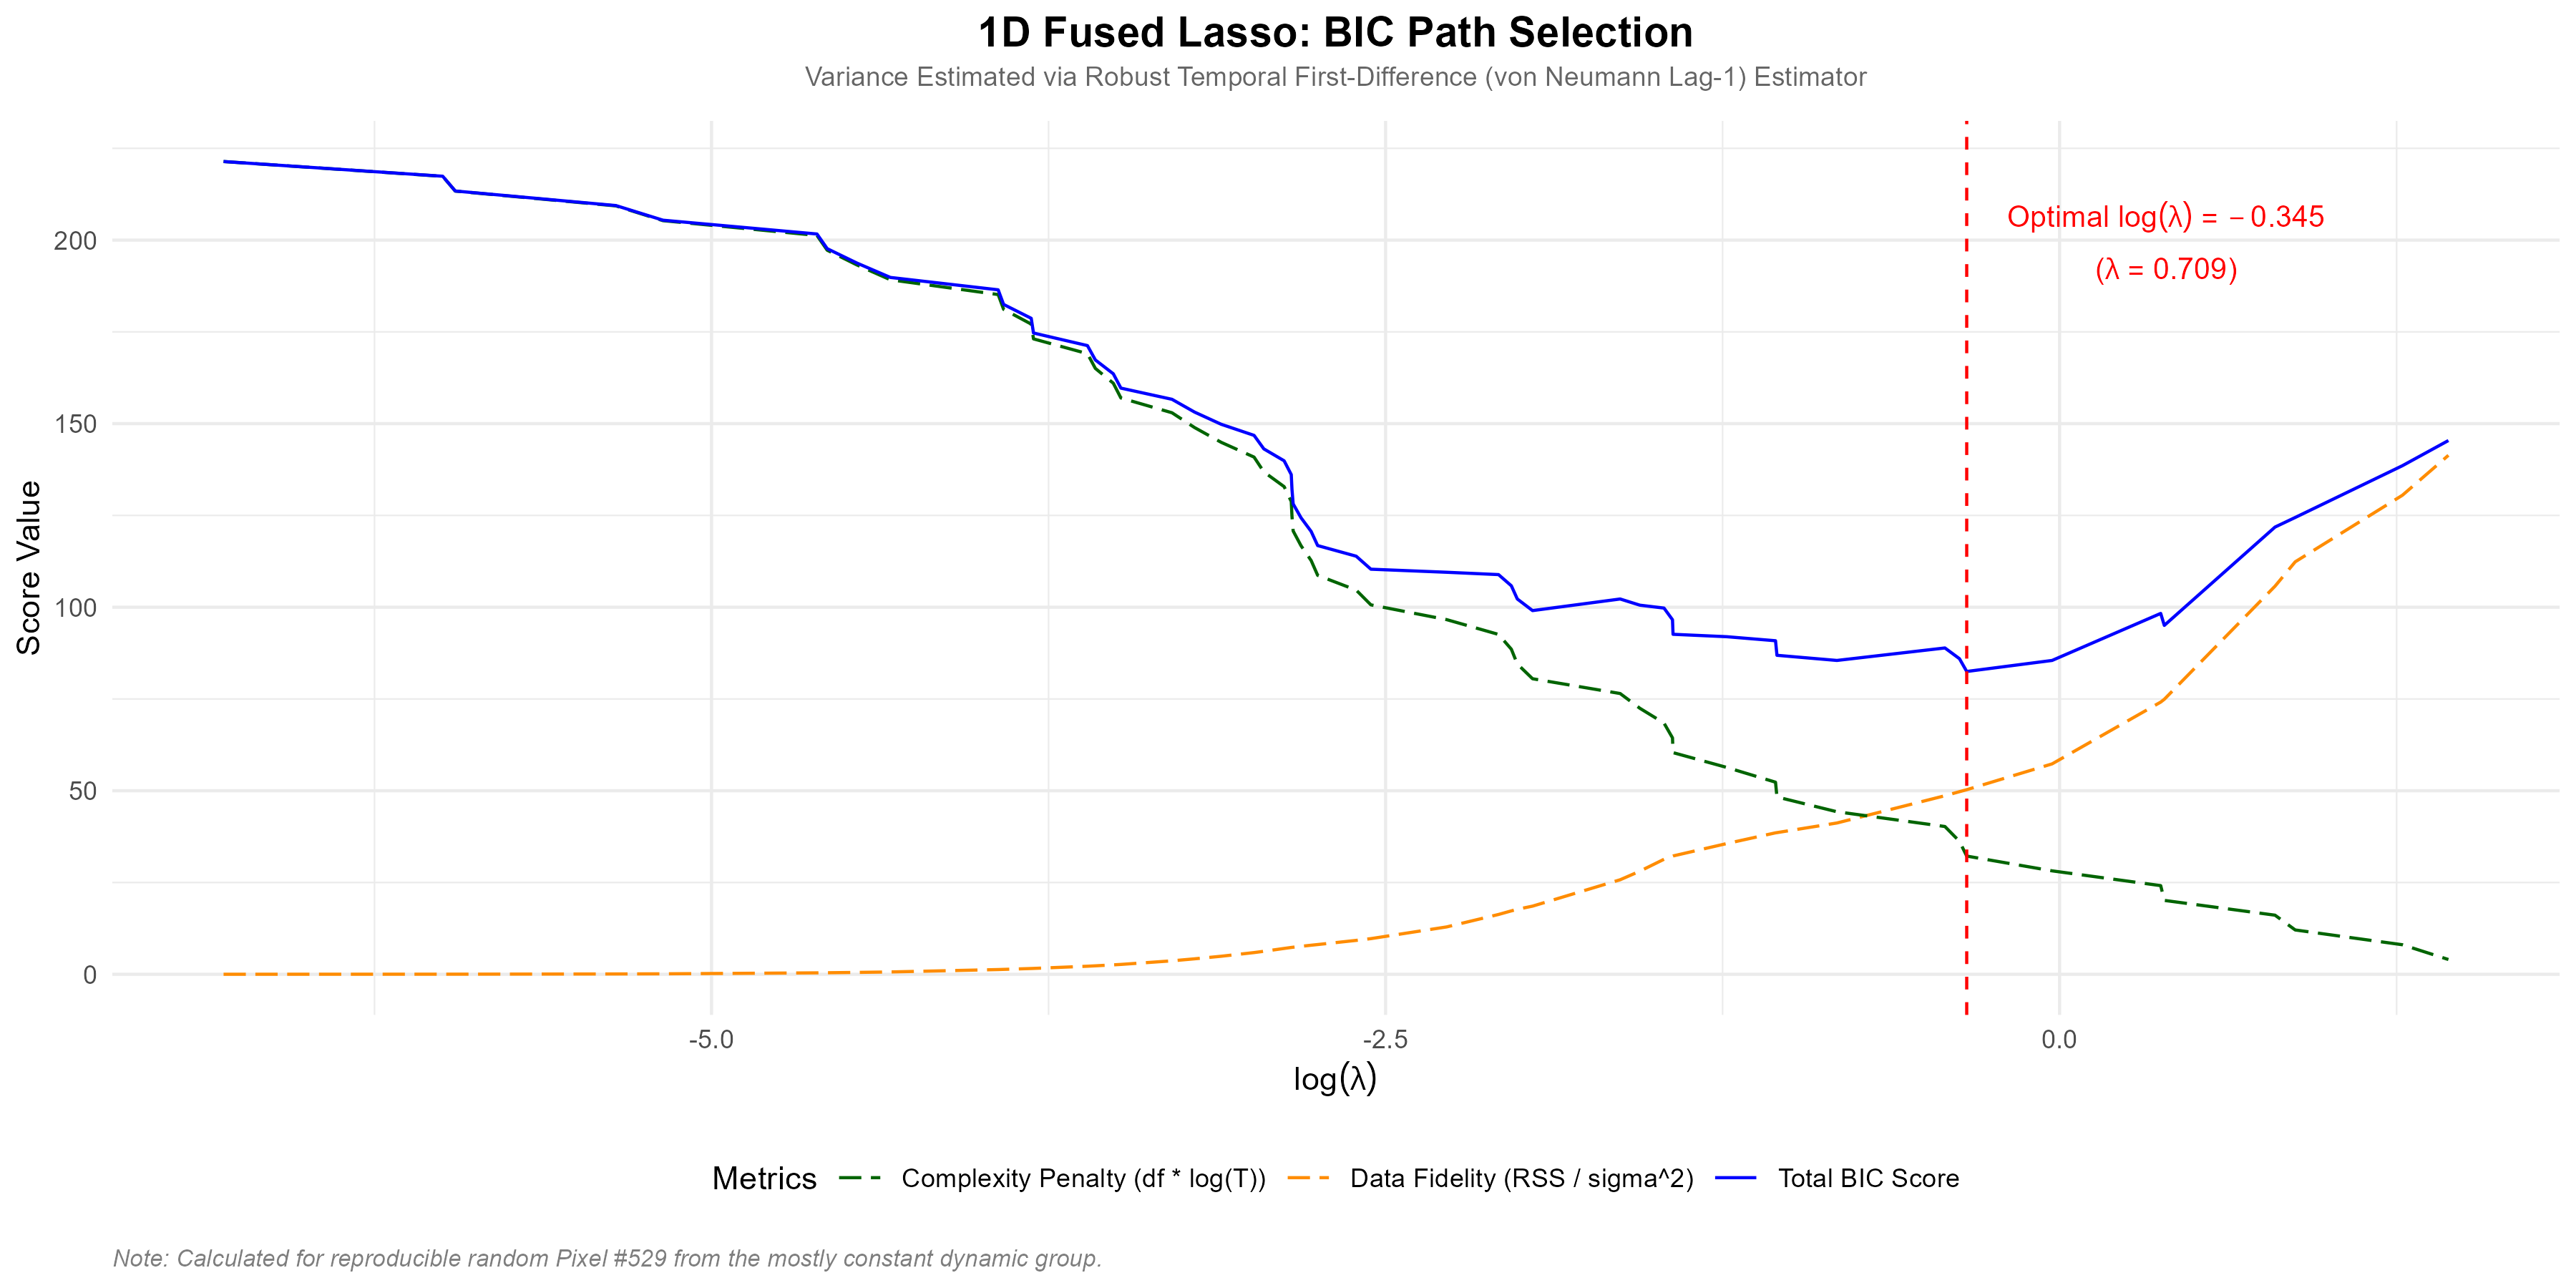 1D Fused Lasso: BIC Path Selection
Variance Estimated via Robust Temporal First-Difference (von Neumann Lag-1) Estimator
Optimal log(λ) = − 0.345
(λ = 0.709)
Score Value
200
150
100
50
0
-5.0
-2.5
0.0
log(λ)
Metrics
Complexity Penalty (df * log(T))
Data Fidelity (RSS / sigma^2)
Total BIC Score
Note: Calculated for reproducible random Pixel #529 from the mostly constant dynamic group.